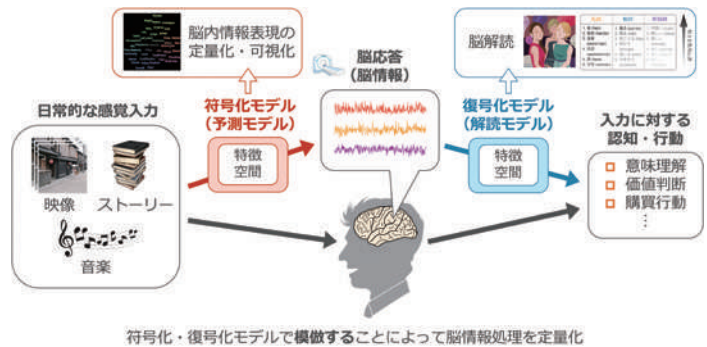 脳内情報表現の
定量化・可視化
脳解読
脳応答
(脳情報)
日常的な感覚入力
符号化モデル
(予測モデル)
復号化モデル
(解読モデル)
入力に対する
認知・行動
特徴
空間
特徴
空間
映像
ストーリー
音楽
意味理解
価値判断
購買行動
⋮
符号化・復号化モデルで模倣することによって脳情報処理を定量化